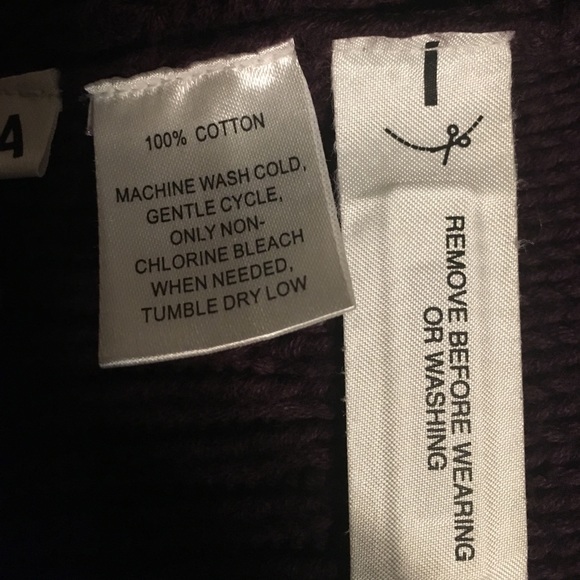 4
100% COTTON
MACHINE WASH COLD,
GENTLE CYCLE,
ONLY NON-
CHLORINE BLEACH
WHEN NEEDED,
TUMBLE DRY LOW
REMOVE BEFORE WEARING
OR WASHING